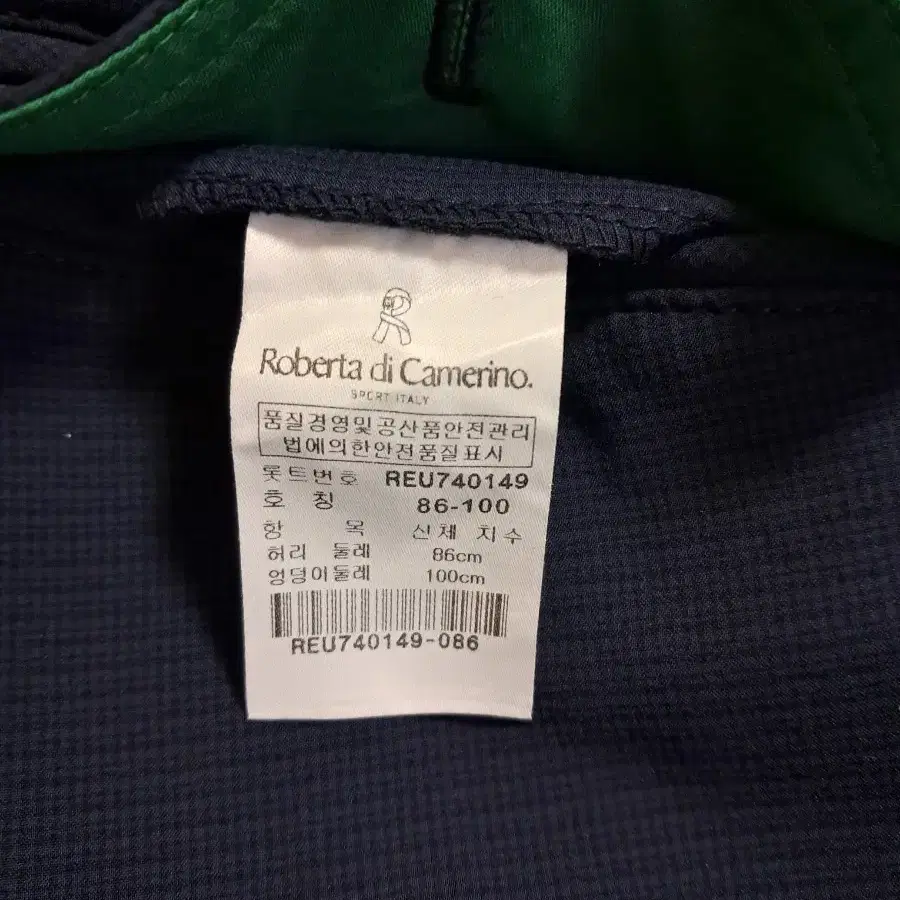 R
Roberta di Camerino.
SPORT ITALY
품질경영및공산품안전관리
법에의한안전품질표시
롯트번호 REU740149
호 칭 86-100
항 목 신체 치수
허리 둘레 86cm
엉덩이둘레 100cm
REU740149-086